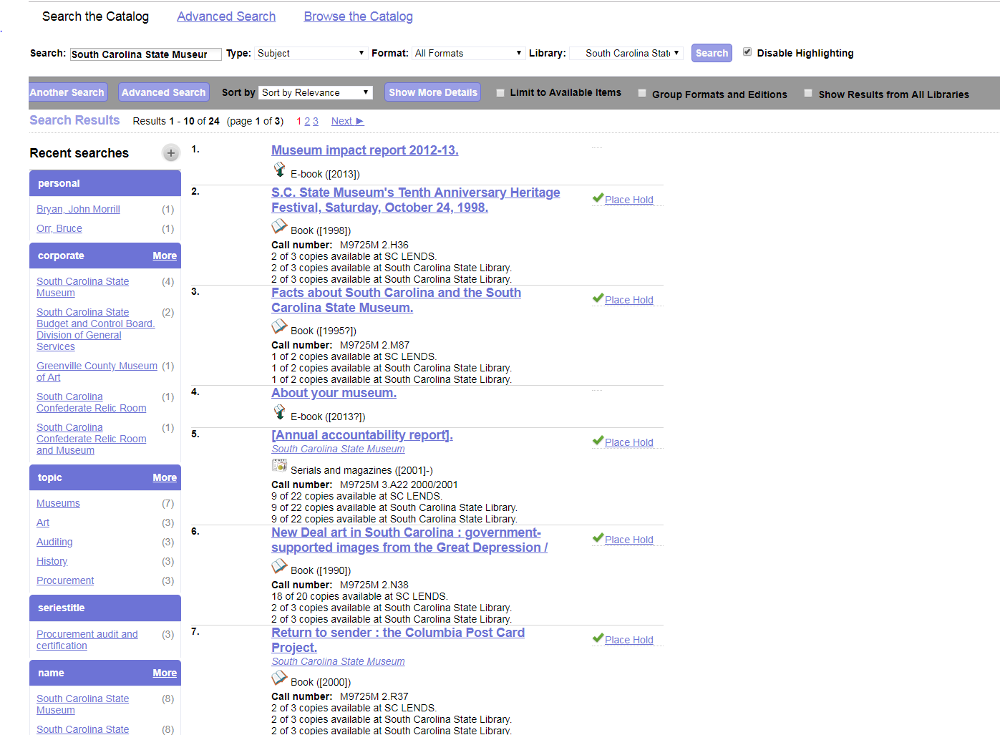 Search the Catalog Advanced Search Browse the Catalog
Search: South Carolina State Museur Type: Subject Format: All Formats Library: South Carolina State Search Disable Highlighting
Another Search Advanced Search Sort by Sort by Relevance Show More Details Limit to Available Items Group Formats and Editions Show Results from All Libraries
Search Results Results 1 - 10 of 24 (page 1 of 3) 1 2 3 Next ►
Recent searches +
personal
Bryan, John Morrill (1)
Orr, Bruce (1)
corporate More
South Carolina State (4)
Museum
South Carolina State (2)
Budget and Control Board.
Division of General
Services
Greenville County Museum (1)
of Art
South Carolina (1)
Confederate Relic Room
South Carolina (1)
Confederate Relic Room
and Museum
topic More
Museums (7)
Art (3)
Auditing (3)
History (3)
Procurement (3)
seriestitle
Procurement audit and (3)
certification
name More
South Carolina State (8)
Museum
South Carolina State (8)
1. Museum impact report 2012-13.
E-book ([2013])
2. S.C. State Museum's Tenth Anniversary Heritage
Festival, Saturday, October 24, 1998.
Place Hold
Book ([1998])
Call number: M9725M 2.H36
2 of 3 copies available at SC LENDS.
2 of 3 copies available at South Carolina State Library.
2 of 3 copies available at South Carolina State Library.
3. Facts about South Carolina and the South
Carolina State Museum.
Place Hold
Book ([1995?])
Call number: M9725M 2.M87
1 of 2 copies available at SC LENDS.
1 of 2 copies available at South Carolina State Library.
1 of 2 copies available at South Carolina State Library.
4. About your museum.
E-book ([2013?])
5. [Annual accountability report].
Place Hold
South Carolina State Museum
Serials and magazines ([2001]-)
Call number: M9725M 3.A22 2000/2001
9 of 22 copies available at SC LENDS.
9 of 22 copies available at South Carolina State Library.
9 of 22 copies available at South Carolina State Library.
6. New Deal art in South Carolina : government-
supported images from the Great Depression /
Place Hold
Book ([1990])
Call number: M9725M 2.N38
18 of 20 copies available at SC LENDS.
2 of 3 copies available at South Carolina State Library.
2 of 3 copies available at South Carolina State Library.
7. Return to sender : the Columbia Post Card
Project.
Place Hold
South Carolina State Museum
Book ([2000])
Call number: M9725M 2.R37
2 of 3 copies available at SC LENDS.
2 of 3 copies available at South Carolina State Library.
2 of 3 copies available at South Carolina State Library.